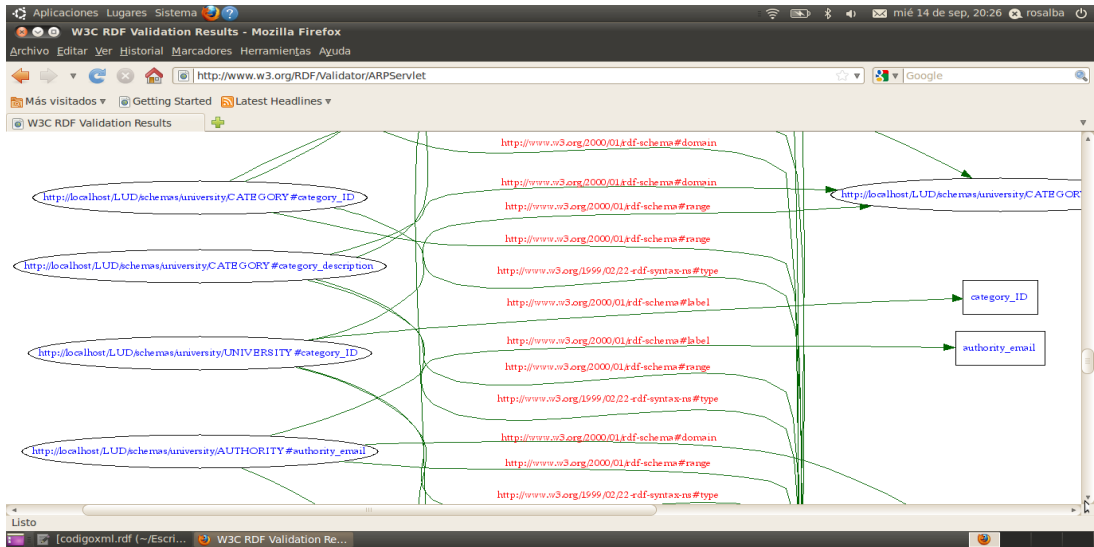 Aplicaciones Lugares Sistema mié 14 de sep, 20:26 rosalba
W3C RDF Validation Results - Mozilla Firefox
Archivo Editar Ver Historial Marcadores Herramientas Ayuda
http://www.w3.org/RDF/Validator/ARPServlet Google
Más visitados Getting Started Latest Headlines
W3C RDF Validation Results
http://www.w3.org/2000/01/rdf-schema#domain
http://www.w3.org/2000/01/rdf-schema#domain
http://localhost/LUD/schemas/university/CATEGORY#category_ID
http://localhost/LUD/schemas/university/CATEGOR
http://www.w3.org/2000/01/rdf-schema#range
http://www.w3.org/2000/01/rdf-schema#range
http://localhost/LUD/schemas/university/CATEGORY#category_description
http://www.w3.org/1999/02/22-rdf-syntax-ns#type
category_ID
http://www.w3.org/2000/01/rdf-schema#label
http://www.w3.org/2000/01/rdf-schema#label
authority_email
http://localhost/LUD/schemas/university/UNIVERSITY#category_ID
http://www.w3.org/2000/01/rdf-schema#range
http://www.w3.org/1999/02/22-rdf-syntax-ns#type
http://www.w3.org/2000/01/rdf-schema#domain
http://localhost/LUD/schemas/university/AUTHORITY#authority_email
http://www.w3.org/2000/01/rdf-schema#range
http://www.w3.org/1999/02/22-rdf-syntax-ns#type
Listo
[codigoxml.rdf (~/Escri... W3C RDF Validation Re...